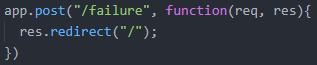 app.post("/failure", function(req, res){
  res.redirect("/");
})